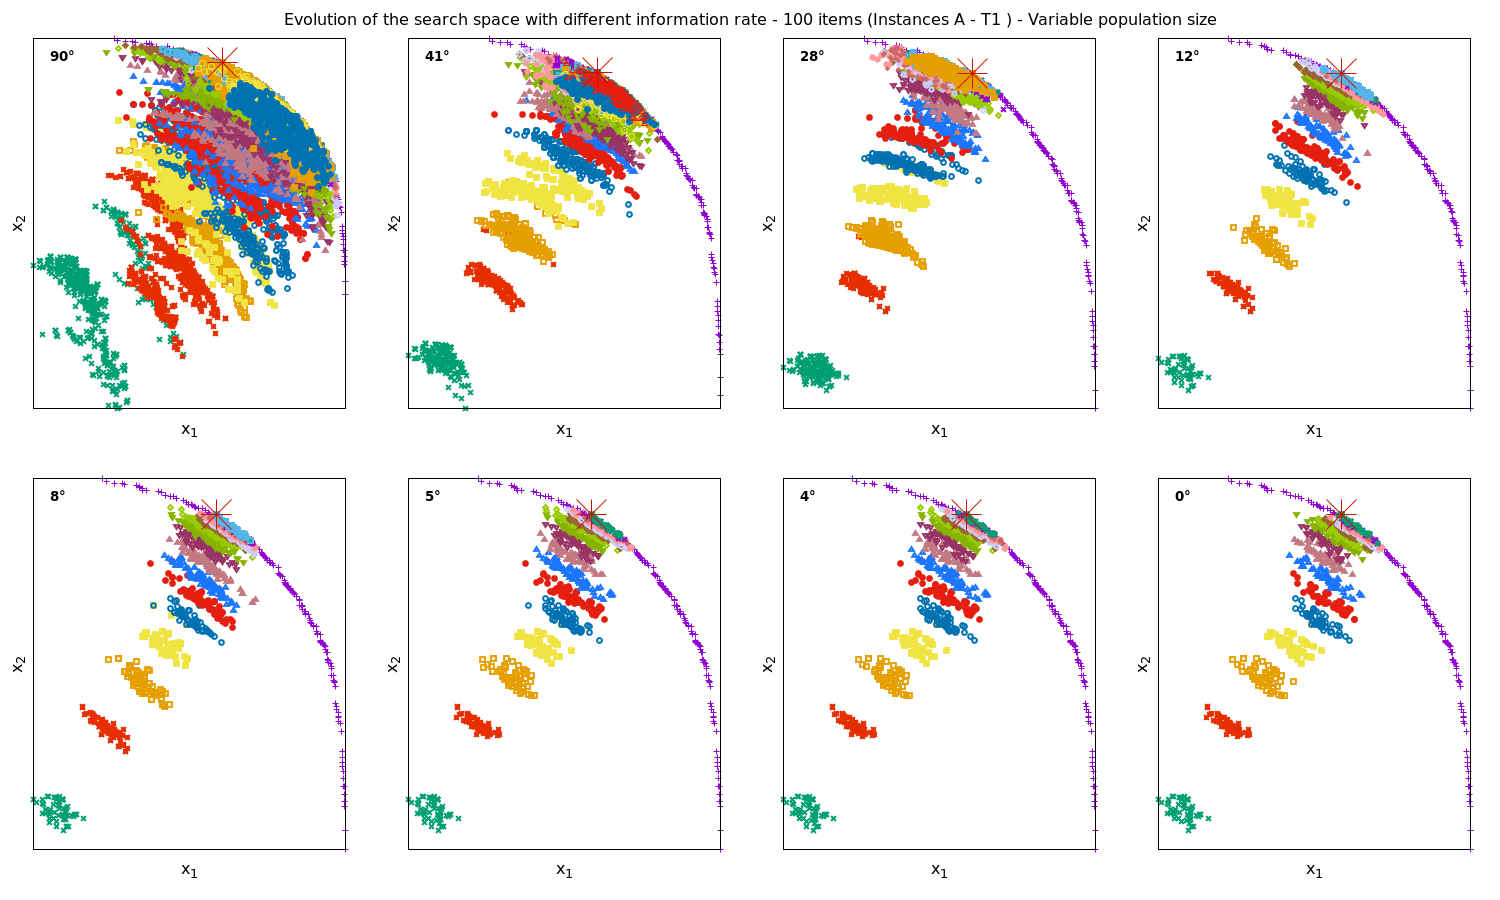 Evolution of the search space with different information rate - 100 items (Instances A - T1 ) - Variable population size
90°
41°
28°
12°
x₂
x₂
x₂
x₂
x₁
x₁
x₁
x₁
8°
5°
4°
0°
x₂
x₂
x₂
x₂
x₁
x₁
x₁
x₁